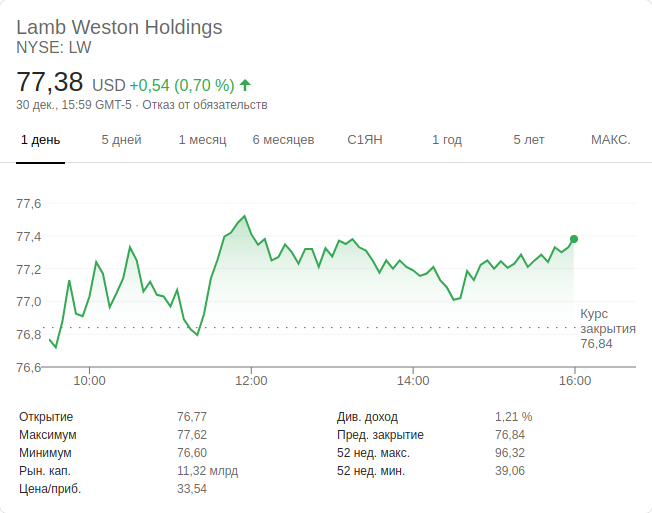 Lamb Weston Holdings
NYSE: LW
77,38 USD +0,54 (0,70 %)
30 дек., 15:59 GMT-5 · Отказ от обязательств
1 день 5 дней 1 месяц 6 месяцев С1ЯН 1 год 5 лет МАКС.
77,6
77,4
77,2
77,0
76,8
76,6
Курс
закрытия
76,84
10:00 12:00 14:00 16:00
Открытие 76,77 Див. доход 1,21 %
Максимум 77,62 Пред. закрытие 76,84
Минимум 76,60 52 нед. макс. 96,32
Рын. кап. 11,32 млрд 52 нед. мин. 39,06
Цена/приб. 33,54